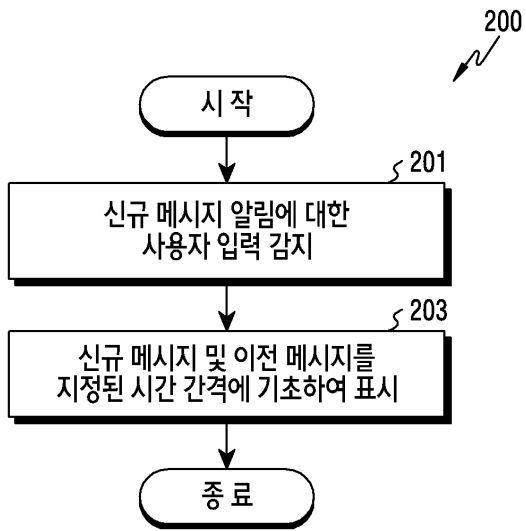 200
시 작
201
신규 메시지 알림에 대한
사용자 입력 감지
203
신규 메시지 및 이전 메시지를
지정된 시간 간격에 기초하여 표시
종 료